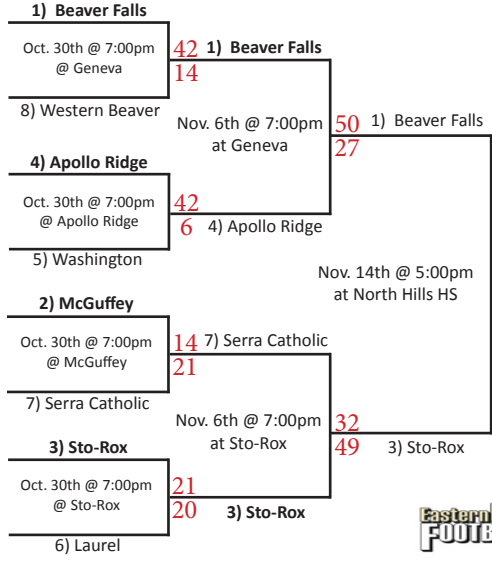 1) Beaver Falls
Oct. 30th @ 7:00pm
@ Geneva
42
14
8) Western Beaver
1) Beaver Falls
Nov. 6th @ 7:00pm
at Geneva
50
27
1) Beaver Falls
4) Apollo Ridge
Oct. 30th @ 7:00pm
@ Apollo Ridge
42
6
4) Apollo Ridge
5) Washington
Nov. 14th @ 5:00pm
at North Hills HS
2) McGuffey
Oct. 30th @ 7:00pm
@ McGuffey
14
21
7) Serra Catholic
7) Serra Catholic
Nov. 6th @ 7:00pm
at Sto-Rox
32
49
3) Sto-Rox
3) Sto-Rox
Oct. 30th @ 7:00pm
@ Sto-Rox
21
20
3) Sto-Rox
6) Laurel
Eastern